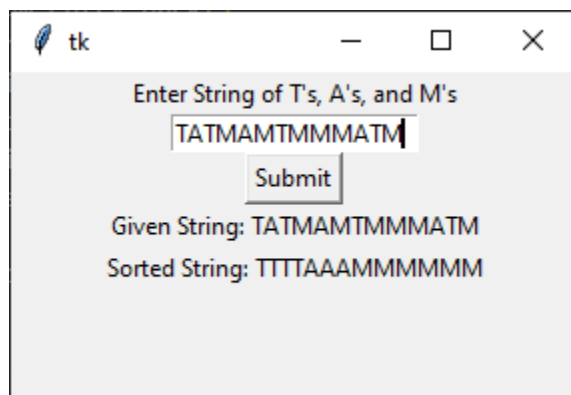 tk
Enter String of T's, A's, and M's
TATMAMTMMMATM
Submit
Given String: TATMAMTMMMATM
Sorted String: TTTTAAAMMMMMM